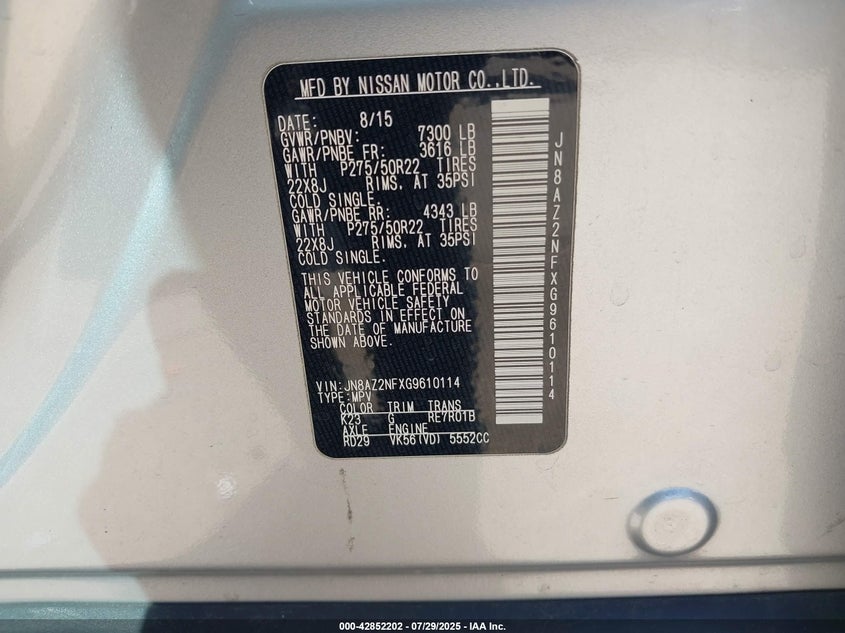 MFD BY NISSAN MOTOR CO.,LTD.
DATE: 8/15
GVWR/PNBV: 7300 LB
GAWR/PNBE FR: 3616 LB
WITH P275/50R22 TIRES
22X8J RIMS, AT 35PSI
COLD SINGLE.
GAWR/PNBE RR: 4343 LB
WITH P275/50R22 TIRES
22X8J RIMS, AT 35PSI
COLD SINGLE.
THIS VEHICLE CONFORMS TO
ALL APPLICABLE FEDERAL
MOTOR VEHICLE SAFETY
STANDARDS IN EFFECT ON
THE DATE OF MANUFACTURE
SHOWN ABOVE.
VIN:JN8AZ2NFXG9610114
TYPE:MPV
COLOR TRIM TRANS
K23 G RE7R01B
AXLE ENGINE
RD29 VK56(VD) 5552CC
JN8AZ2NFXG9610114
000-42852202 - 07/29/2025 - IAA Inc.